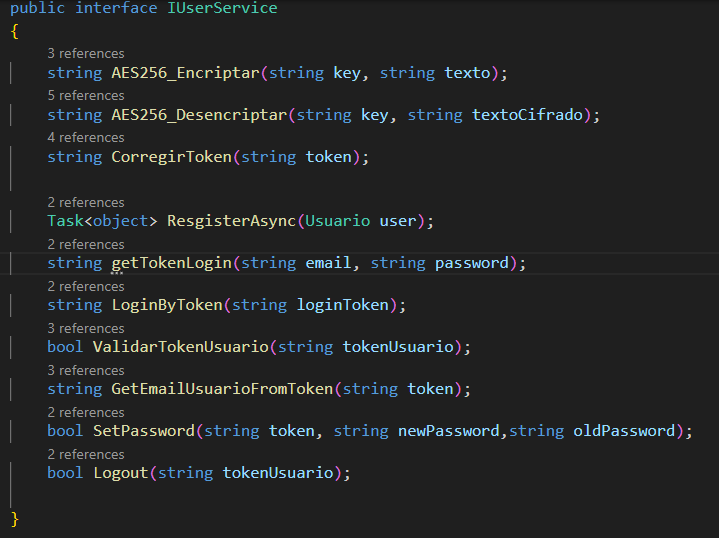 public interface IUserService
{
3 references
string AES256_Encriptar(string key, string texto);
5 references
string AES256_Desencriptar(string key, string textoCifrado);
4 references
string CorregirToken(string token);
2 references
Task<object> ResgisterAsync(Usuario user);
2 references
string getTokenLogin(string email, string password);
2 references
string LoginByToken(string loginToken);
3 references
bool ValidarTokenUsuario(string tokenUsuario);
3 references
string GetEmailUsuarioFromToken(string token);
2 references
bool SetPassword(string token, string newPassword,string oldPassword);
2 references
bool Logout(string tokenUsuario);
}